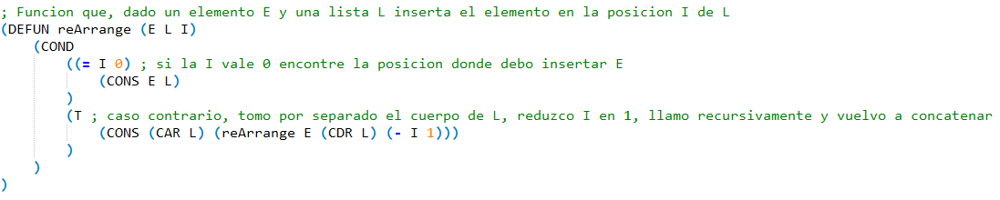 ; Funcion que, dado un elemento E y una lista L inserta el elemento en la posicion I de L
(DEFUN reArrange (E L I)
    (COND
        ((= I 0) ; si la I vale 0 encontre la posicion donde debo insertar E
            (CONS E L)
        )
        (T ; caso contrario, tomo por separado el cuerpo de L, reduzco I en 1, llamo recursivamente y vuelvo a concatenar
            (CONS (CAR L) (reArrange E (CDR L) (- I 1)))
        )
    )
)